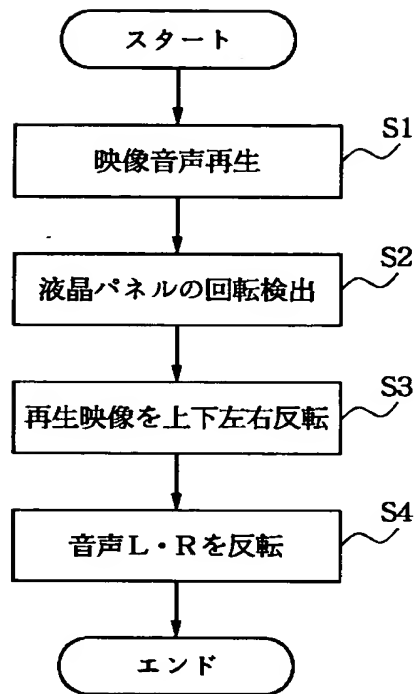 スタート
S1
映像音声再生
S2
液晶パネルの回転検出
S3
再生映像を上下左右反転
S4
音声L・Rを反転
エンド